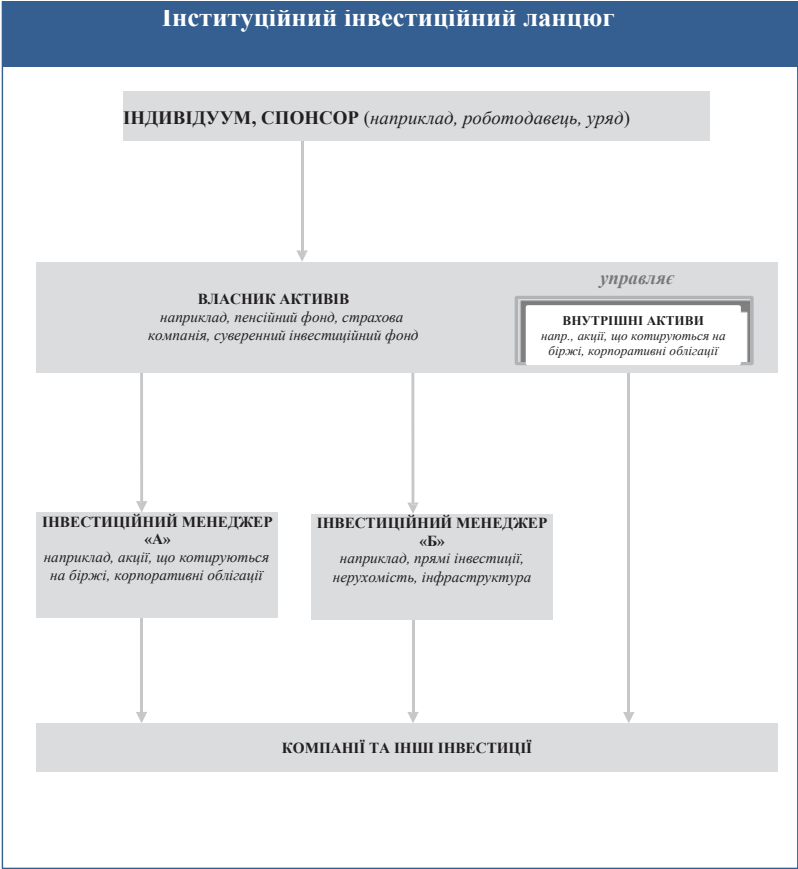 Інституційний інвестиційний ланцюг
ІНДИВІДУУМ, СПОНСОР (наприклад, роботодавець, уряд)
ВЛАСНИК АКТИВІВ
наприклад, пенсійний фонд, страхова
компанія, суверенний інвестиційний фонд
управляє
ВНУТРІШНІ АКТИВИ
напр., акції, що котируються на
біржі, корпоративні облігації
ІНВЕСТИЦІЙНИЙ МЕНЕДЖЕР
«А»
наприклад, акції, що котируються
на біржі, корпоративні облігації
ІНВЕСТИЦІЙНИЙ МЕНЕДЖЕР
«Б»
наприклад, прямі інвестиції,
нерухомість, інфраструктура
КОМПАНІЇ ТА ІНШІ ІНВЕСТИЦІЇ